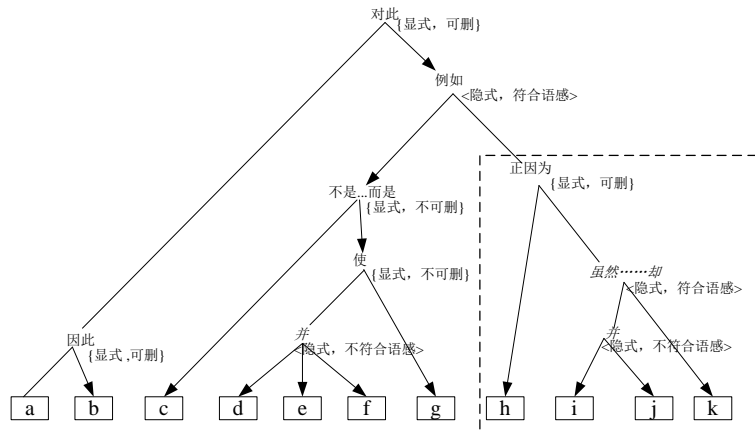 对此
{显式，可删}
例如
<隐式，符合语感>
正因为
{显式，可删}
不是...而是
{显式，不可删}
使
{显式，不可删}
虽然……却
<隐式，符合语感>
因此
{显式 ,可删}
并
<隐式，不符合语感>
并
<隐式，不符合语感>
a
b
c
d
e
f
g
h
i
j
k